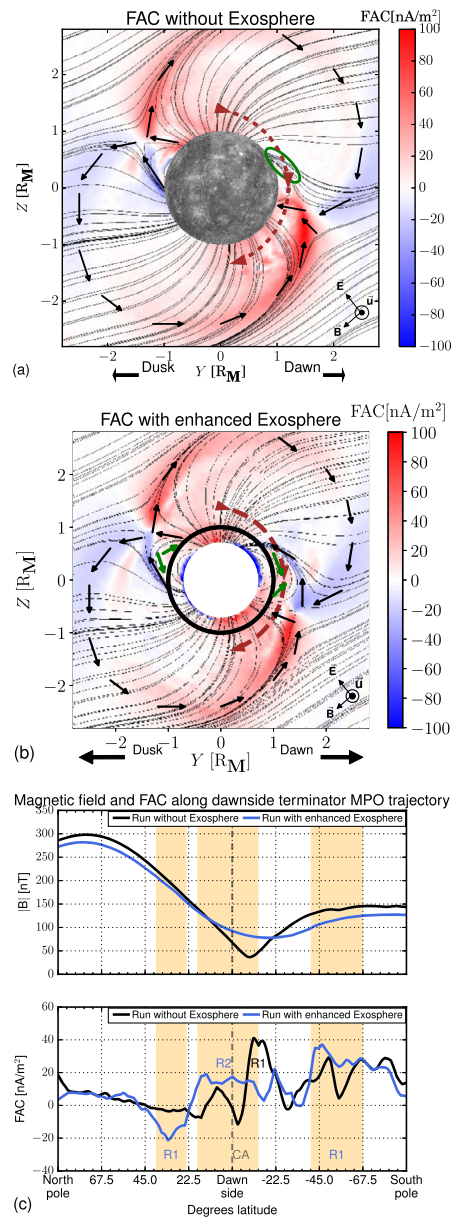 FAC without Exosphere
FAC[nA/m²]
Z [R_M]
2
1
0
−1
−2
100
80
60
40
20
0
−20
−40
−60
−80
−100
E
u
B
−2 −1 0 1 2
(a)
Dusk Y [R_M] Dawn
FAC with enhanced Exosphere
FAC[nA/m²]
Z [R_M]
2
1
0
−1
−2
100
80
60
40
20
0
−20
−40
−60
−80
−100
E
u
B
−2 −1 0 1 2
(b)
Dusk Y [R_M] Dawn
Magnetic field and FAC along dawnside terminator MPO trajectory
Run without Exosphere Run with enhanced Exosphere
|B| [nT]
350
300
250
200
150
100
50
0
Run without Exosphere Run with enhanced Exosphere
FAC [nA/m²]
60
40
20
0
−20
−40
R2 R1
R1 CA R1
North pole 67.5 45.0 22.5 Dawn side -22.5 -45.0 -67.5 South pole
(c)
Degrees latitude